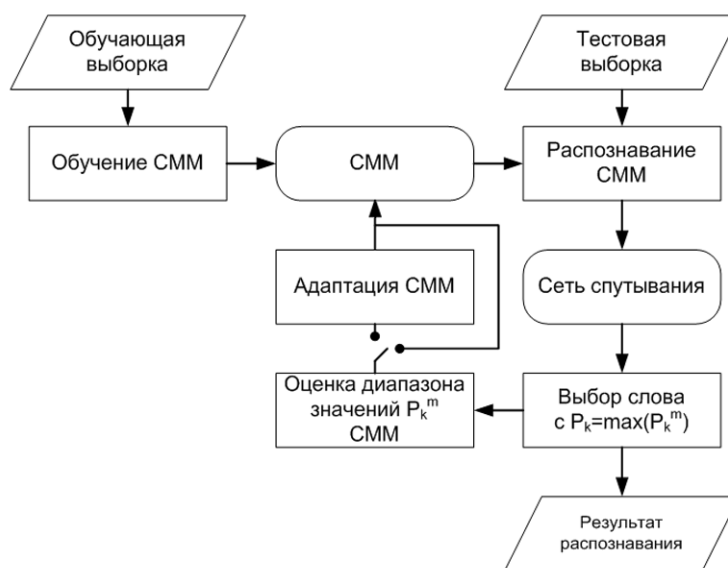 Обучающая
выборка
Тестовая
выборка
Обучение СММ
СММ
Распознавание
СММ
Адаптация СММ
Сеть спутывания
Оценка диапазона
значений P_k^m
СММ
Выбор слова
с P_k=max(P_k^m)
Результат
распознавания